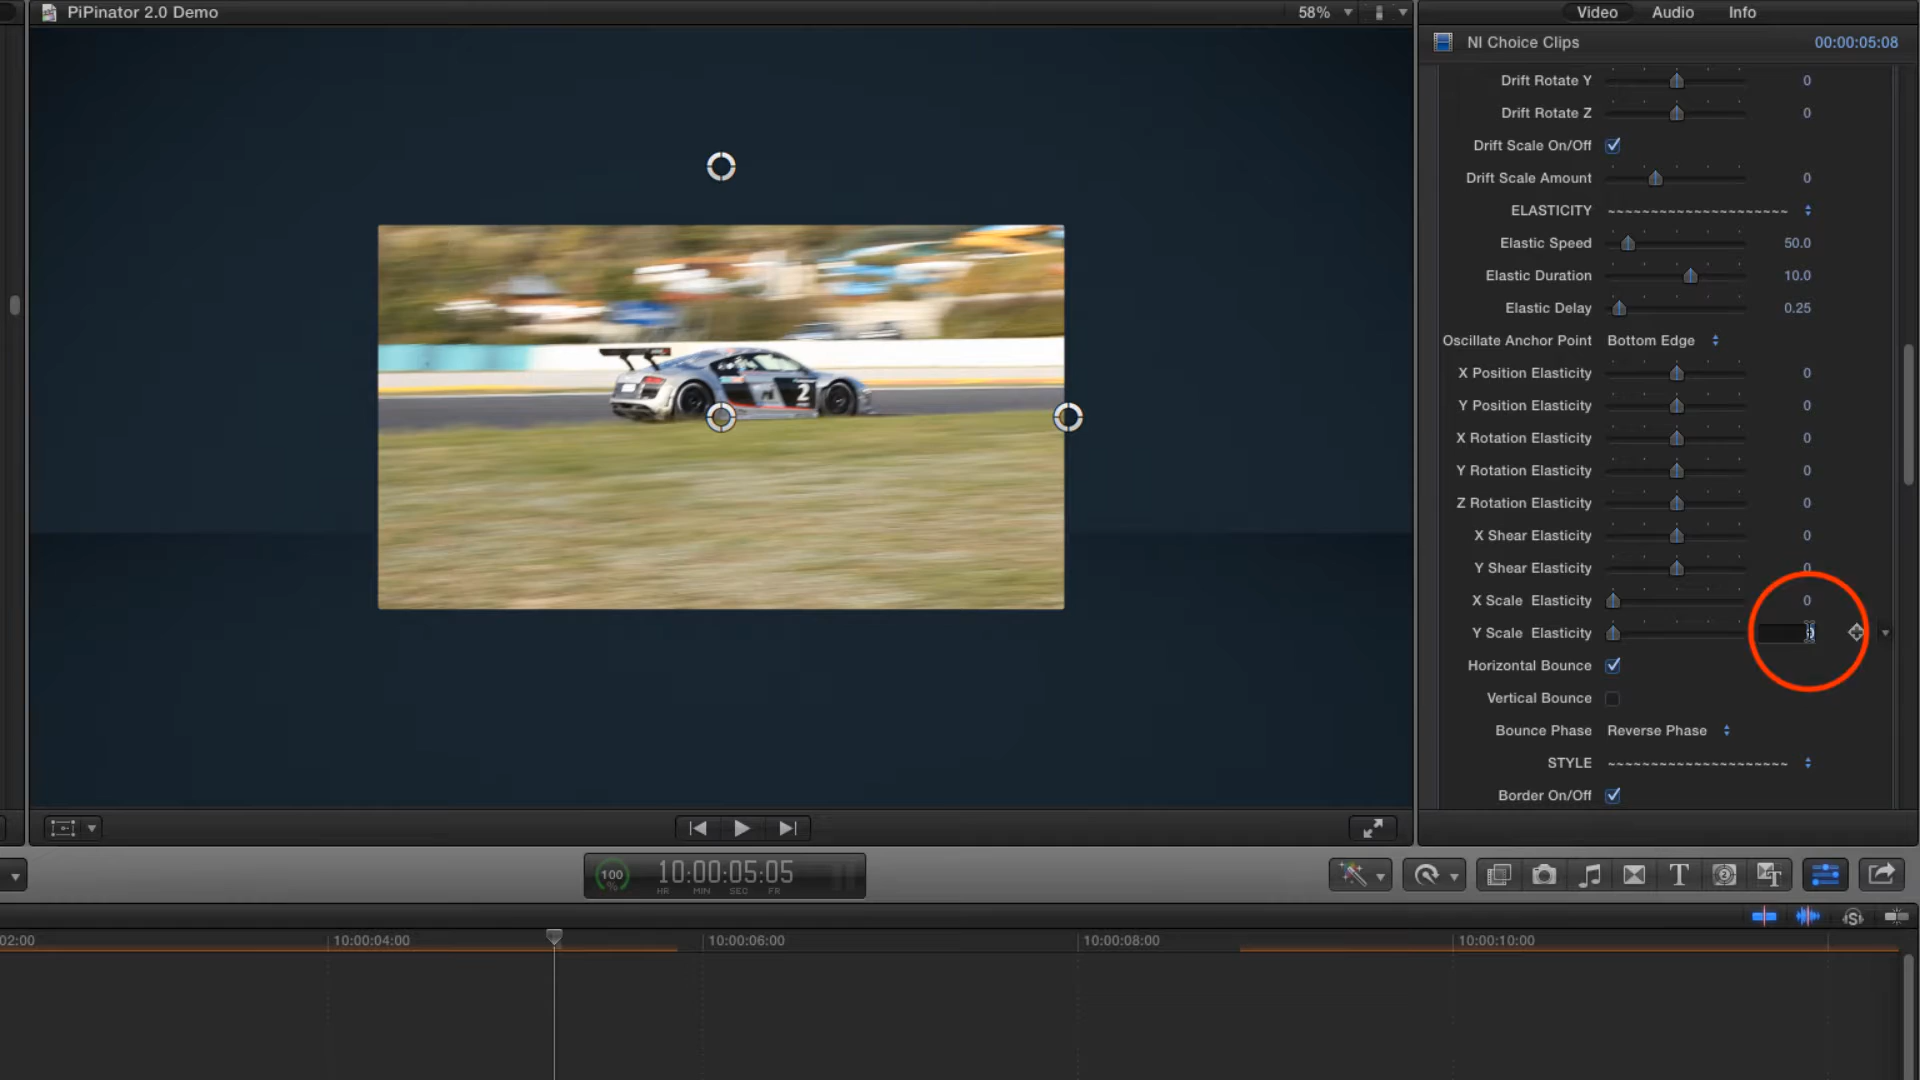 PiPinator 2.0 Demo
58%
Video Audio Info
NI Choice Clips 00:00:05:08
Drift Rotate Y 0
Drift Rotate Z 0
Drift Scale On/Off
Drift Scale Amount 0
ELASTICITY ~~~~~~~~~~~~~~~~~~~~~
Elastic Speed 50.0
Elastic Duration 10.0
Elastic Delay 0.25
Oscillate Anchor Point Bottom Edge
X Position Elasticity 0
Y Position Elasticity 0
X Rotation Elasticity 0
Y Rotation Elasticity 0
Z Rotation Elasticity 0
X Shear Elasticity 0
Y Shear Elasticity 0
X Scale Elasticity 0
Y Scale Elasticity
Horizontal Bounce
Vertical Bounce
Bounce Phase Reverse Phase
STYLE ~~~~~~~~~~~~~~~~~~~~~
Border On/Off
2
100 % 10:00:05:05
HR MIN SEC FR
02:00 10:00:04:00 10:00:06:00 10:00:08:00 10:00:10:00